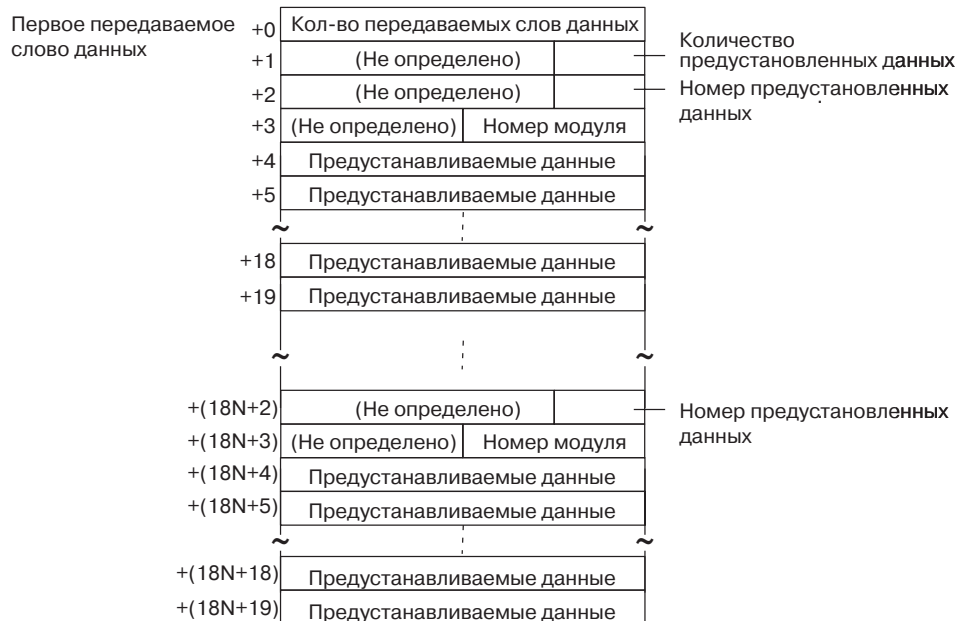 Первое передаваемое
слово данных
+0 Кол-во передаваемых слов данных
+1 (Не определено)
Количество
предустановленных данных
+2 (Не определено)
Номер предустановленных
данных
+3 (Не определено) Номер модуля
+4 Предустанавливаемые данные
+5 Предустанавливаемые данные
~ ~
+18 Предустанавливаемые данные
+19 Предустанавливаемые данные
~ ~
+(18N+2) (Не определено)
Номер предустановленных
данных
+(18N+3) (Не определено) Номер модуля
+(18N+4) Предустанавливаемые данные
+(18N+5) Предустанавливаемые данные
~ ~
+(18N+18) Предустанавливаемые данные
+(18N+19) Предустанавливаемые данные